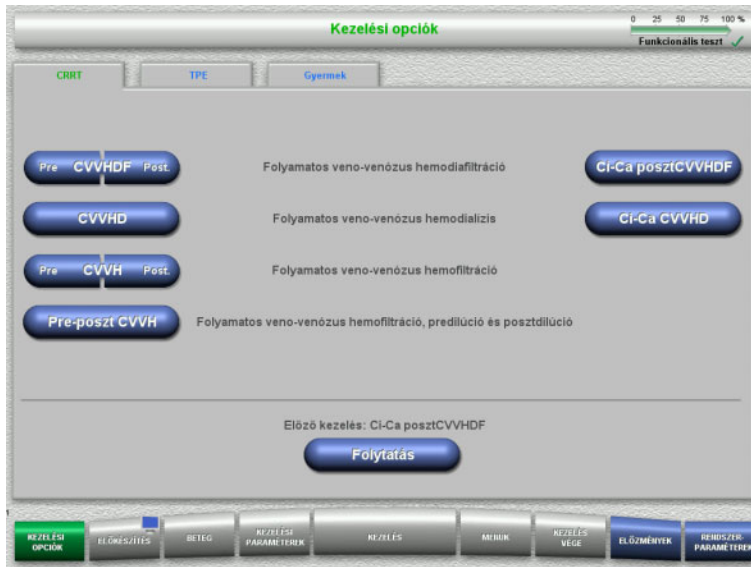 Kezelési opciók
0 25 50 75 100 %
Funkcionális teszt
CRRT TPE Gyermek
Pre CVVHDF Post. Folyamatos veno-venózus hemodiafiltráció Ci-Ca posztCVVHDF
CVVHD Folyamatos veno-venózus hemodialízis Ci-Ca CVVHD
Pre CVVH Post. Folyamatos veno-venózus hemofiltráció
Pre-poszt CVVH Folyamatos veno-venózus hemofiltráció, predilúció és posztdilúció
Előző kezelés: Ci-Ca posztCVVHDF
Folytatás
1
KEZELÉSI OPCIÓK ELŐKÉSZÍTÉS BETEG KEZELÉSI PARAMÉTEREK KEZELÉS MENÜK KEZELÉS VÉGE ELŐZMÉNYEK RENDSZER-PARAMÉTEREK